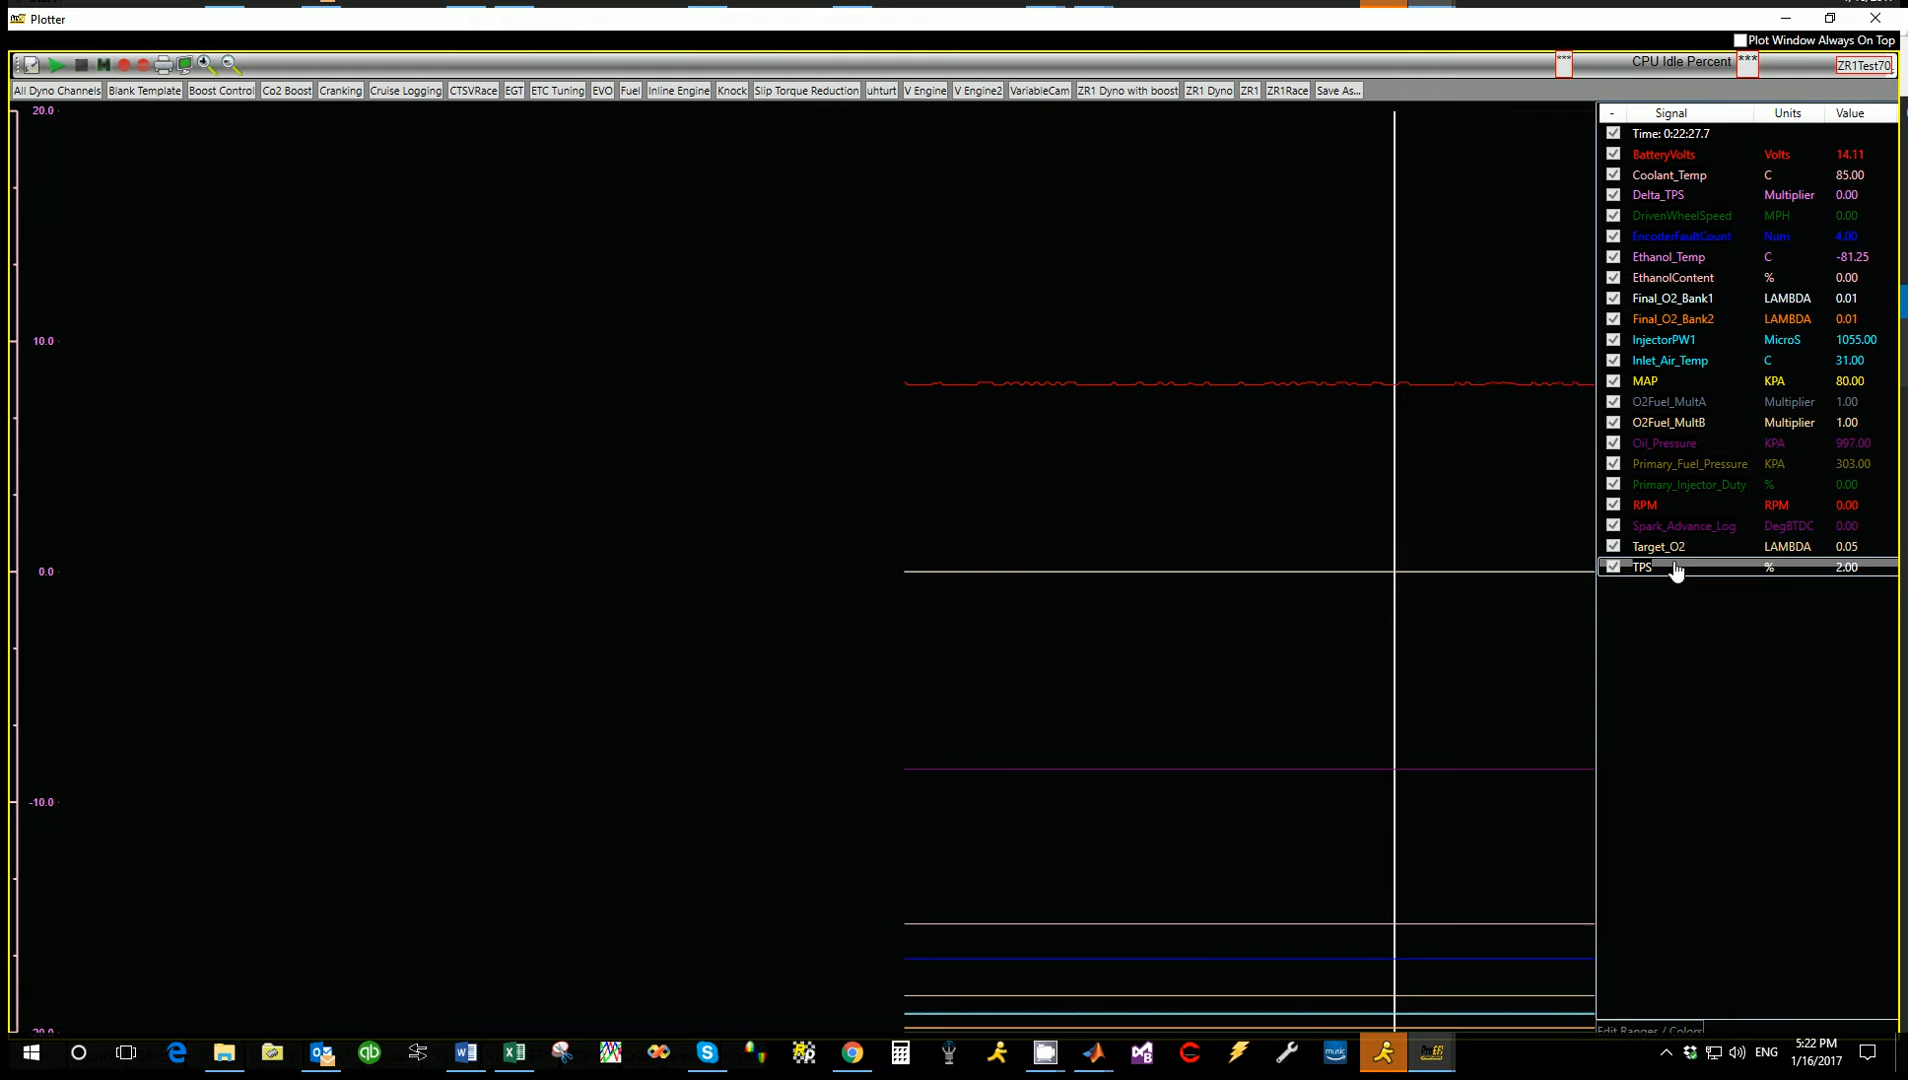 Plotter
Plot Window Always On Top
*** CPU Idle Percent *** ZR1Test70.
All Dyno Channels Blank Template Boost Control Co2 Boost Cranking Cruise Logging CTSVRace EGT ETC Tuning EVO Fuel Inline Engine Knock Slip Torque Reduction uhturt V Engine V Engine2 VariableCam ZR1 Dyno with boost ZR1 Dyno ZR1 ZR1Race Save As...
20.0
10.0
0.0
-10.0
-20.0
- Signal Units Value
Time: 0:22:27.7
BatteryVolts Volts 14.11
Coolant_Temp C 85.00
Delta_TPS Multiplier 0.00
DrivenWheelSpeed MPH 0.00
EncoderFaultCount Num 4.00
Ethanol_Temp C -81.25
EthanolContent % 0.00
Final_O2_Bank1 LAMBDA 0.01
Final_O2_Bank2 LAMBDA 0.01
InjectorPW1 MicroS 1055.00
Inlet_Air_Temp C 31.00
MAP KPA 80.00
O2Fuel_MultA Multiplier 1.00
O2Fuel_MultB Multiplier 1.00
Oil_Pressure KPA 997.00
Primary_Fuel_Pressure KPA 303.00
Primary_Injector_Duty % 0.00
RPM RPM 0.00
Spark_Advance_Log DegBTDC 0.00
Target_O2 LAMBDA 0.05
TPS % 2.00
Edit Ranges / Colors
ENG
5:22 PM
1/16/2017